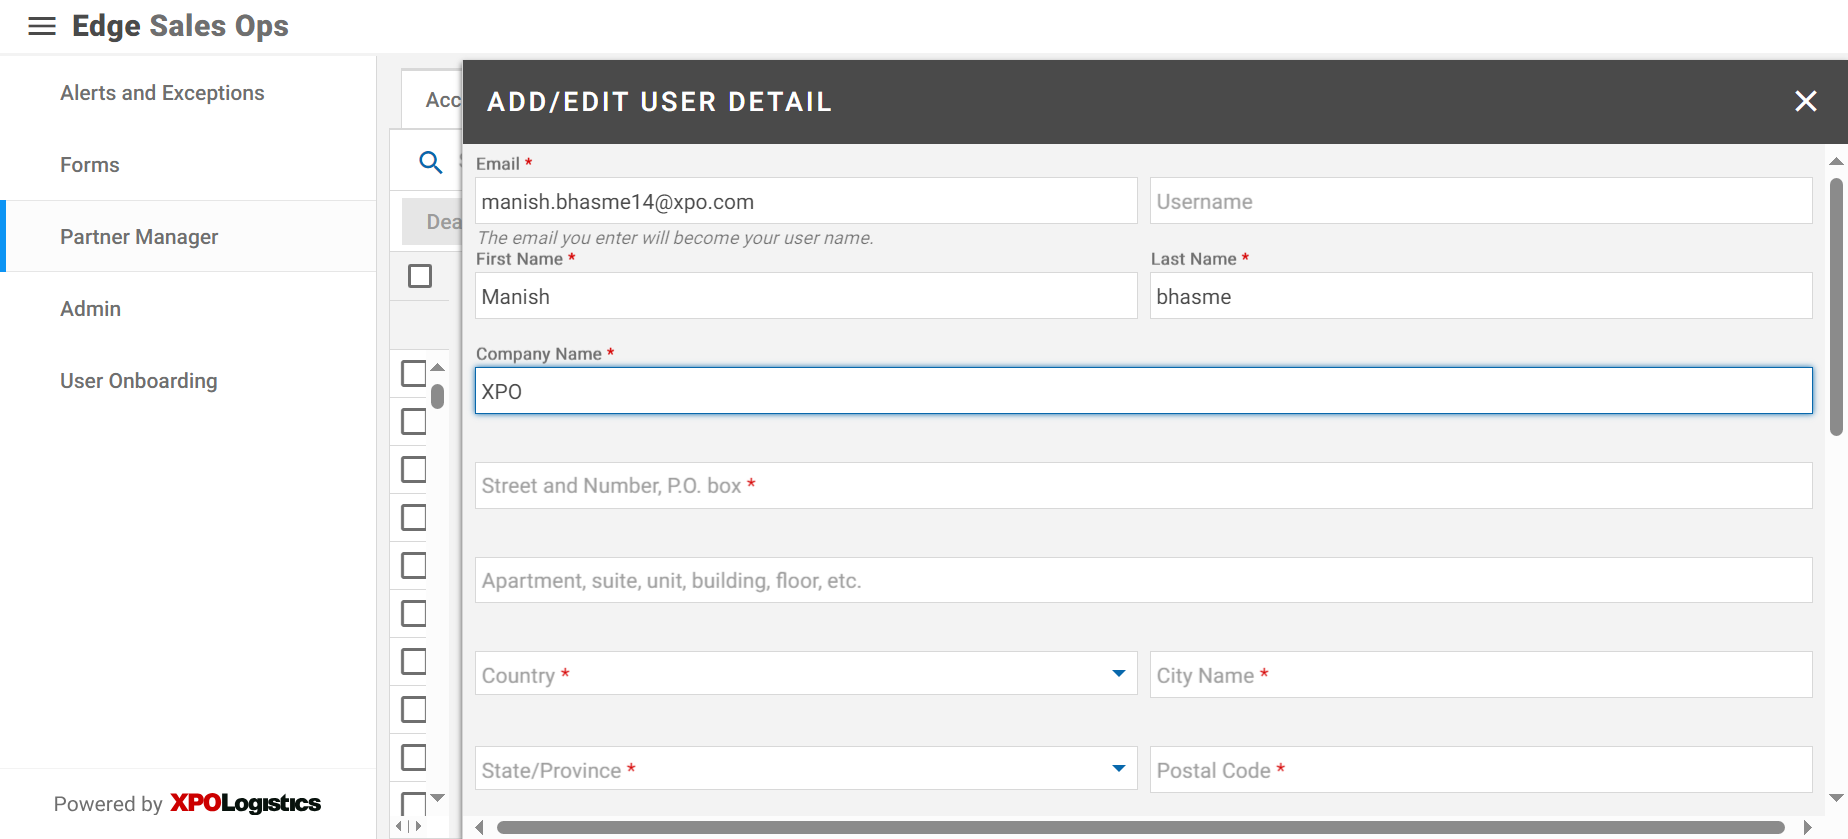 Edge Sales Ops
Alerts and Exceptions
Forms
Partner Manager
Admin
User Onboarding
Powered by XPOLogistics
Acc
Dea
ADD/EDIT USER DETAIL
Email *
manish.bhasme14@xpo.com
Username
The email you enter will become your user name.
First Name *
Last Name *
Manish
bhasme
Company Name *
XPO
Street and Number, P.O. box *
Apartment, suite, unit, building, floor, etc.
Country *
City Name *
State/Province *
Postal Code *